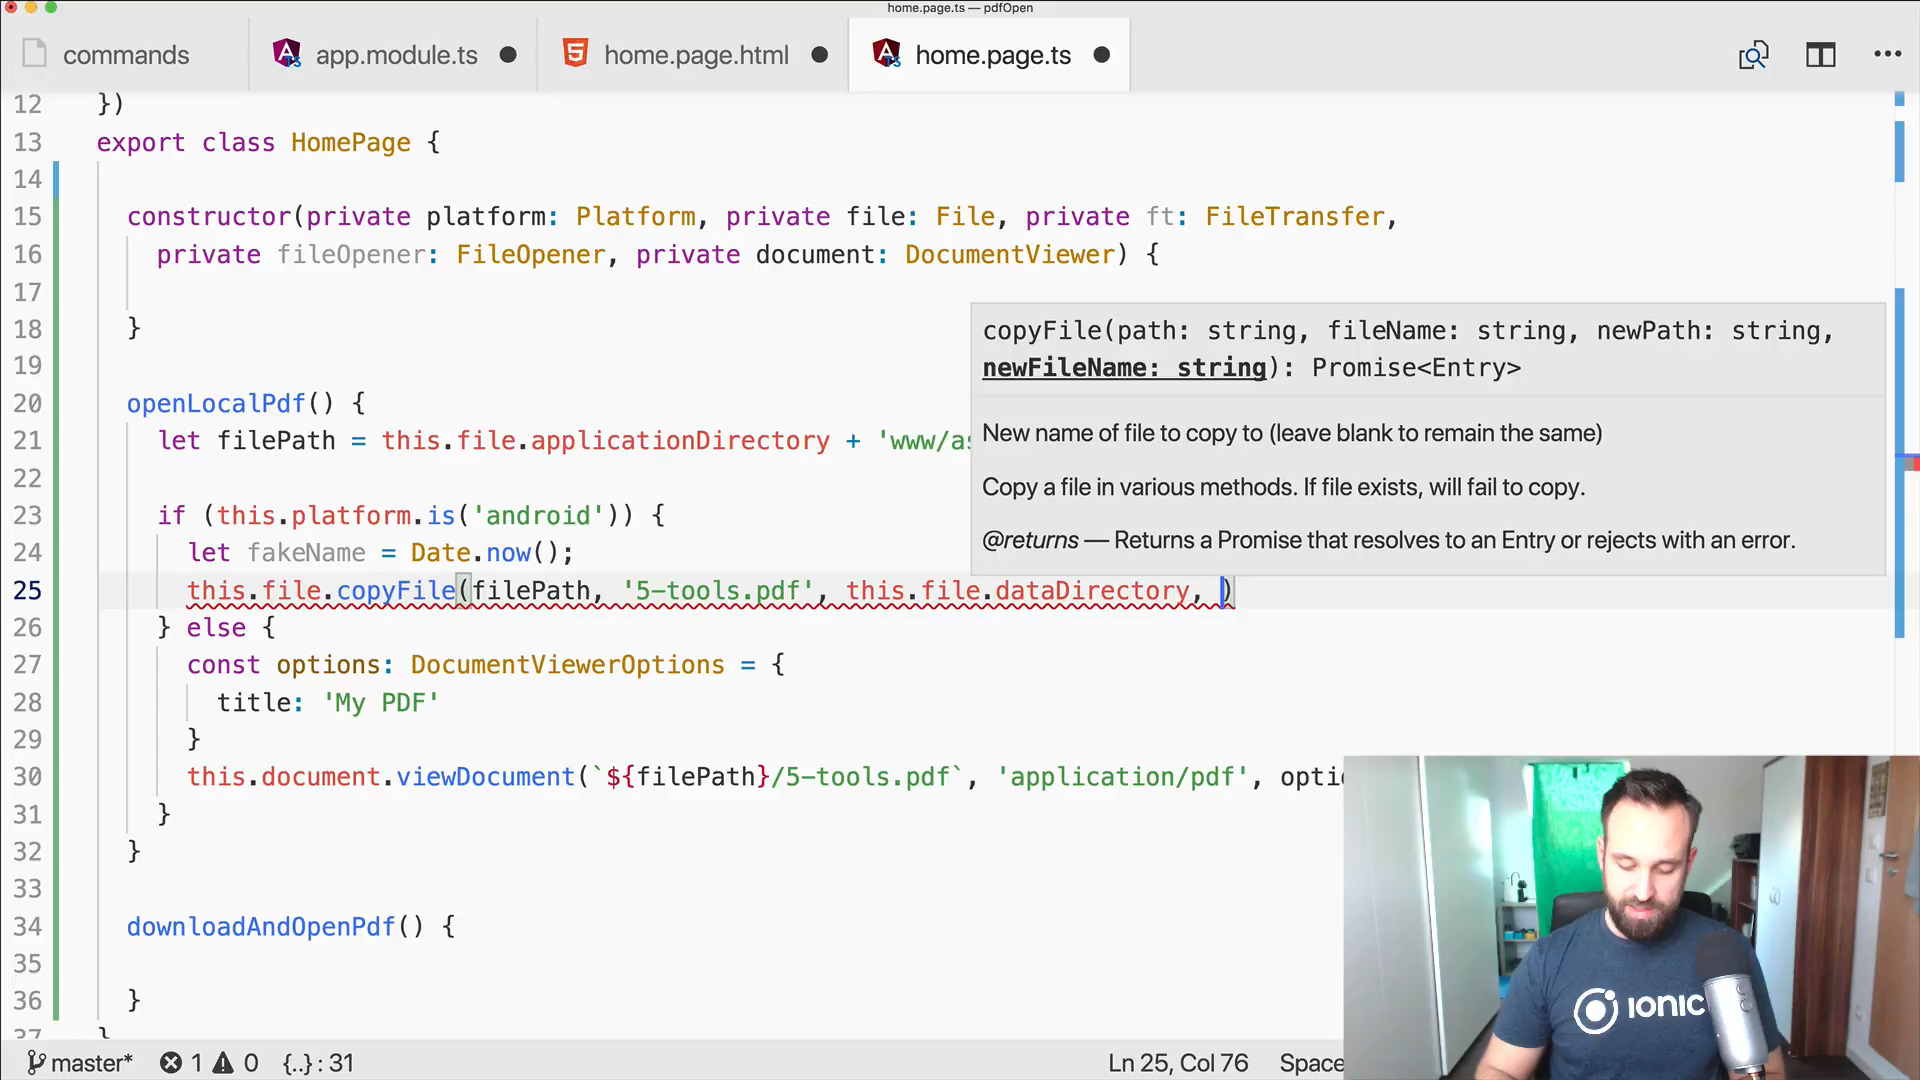 home.page.ts — pdfOpen
commands app.module.ts home.page.html home.page.ts
12 })
13 export class HomePage {
14
15 constructor(private platform: Platform, private file: File, private ft: FileTransfer,
16 private fileOpener: FileOpener, private document: DocumentViewer) {
17
18 }
19
20 openLocalPdf() {
21 let filePath = this.file.applicationDirectory + 'www/as
22
23 if (this.platform.is('android')) {
24 let fakeName = Date.now();
25 this.file.copyFile(filePath, '5-tools.pdf', this.file.dataDirectory, )
26 } else {
27 const options: DocumentViewerOptions = {
28 title: 'My PDF'
29 }
30 this.document.viewDocument(`${filePath}/5-tools.pdf`, 'application/pdf', optio
31 }
32 }
33
34 downloadAndOpenPdf() {
35
36 }
37 }
copyFile(path: string, fileName: string, newPath: string,
newFileName: string): Promise<Entry>
New name of file to copy to (leave blank to remain the same)
Copy a file in various methods. If file exists, will fail to copy.
@returns — Returns a Promise that resolves to an Entry or rejects with an error.
IONIC
master* 1 0 {..} : 31 Ln 25, Col 76 Space